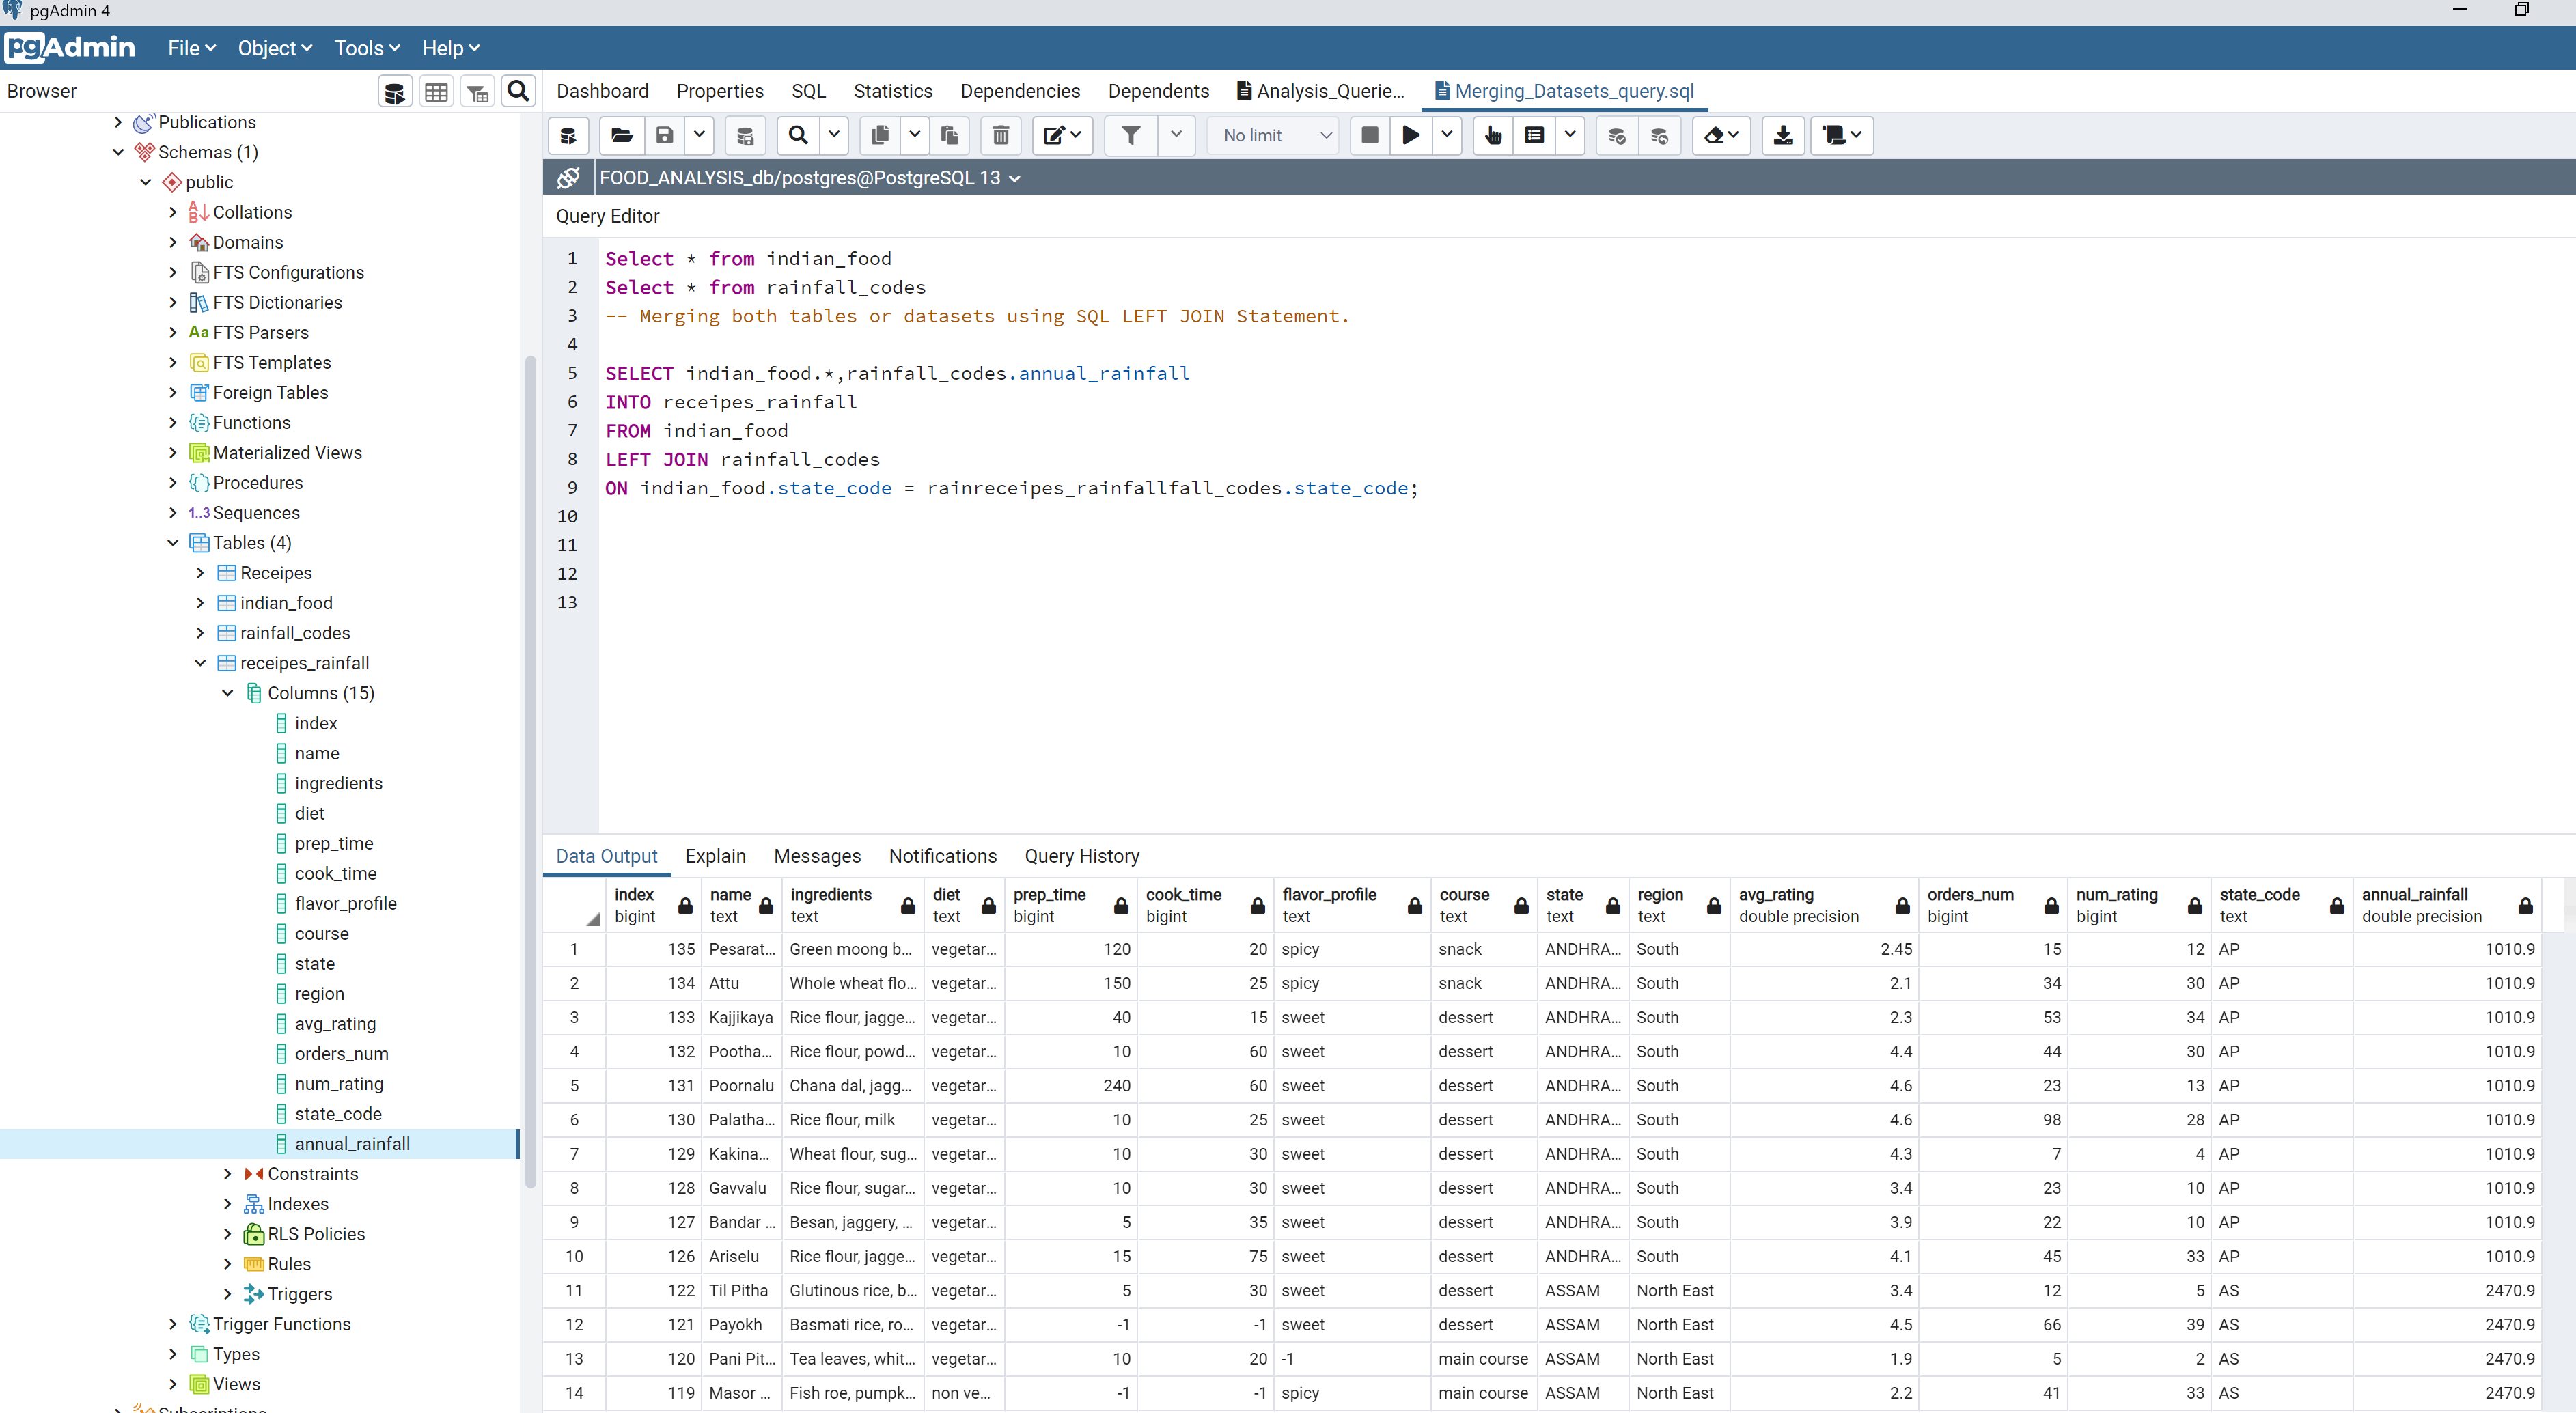 pgAdmin 4
pgAdmin File Object Tools Help
Browser
Dashboard Properties SQL Statistics Dependencies Dependents Analysis_Querie... Merging_Datasets_query.sql
No limit
FOOD_ANALYSIS_db/postgres@PostgreSQL 13
Publications
Schemas (1)
public
Collations
Domains
FTS Configurations
FTS Dictionaries
Aa FTS Parsers
FTS Templates
Foreign Tables
Functions
Materialized Views
Procedures
1..3 Sequences
Tables (4)
Receipes
indian_food
rainfall_codes
receipes_rainfall
Columns (15)
index
name
ingredients
diet
prep_time
cook_time
flavor_profile
course
state
region
avg_rating
orders_num
num_rating
state_code
annual_rainfall
Constraints
Indexes
RLS Policies
Rules
Triggers
Trigger Functions
Types
Views
Subscriptions
Query Editor
1 Select * from indian_food
2 Select * from rainfall_codes
3 -- Merging both tables or datasets using SQL LEFT JOIN Statement.
4
5 SELECT indian_food.*,rainfall_codes.annual_rainfall
6 INTO receipes_rainfall
7 FROM indian_food
8 LEFT JOIN rainfall_codes
9 ON indian_food.state_code = rainreceipes_rainfallfall_codes.state_code;
10
11
12
13
Data Output Explain Messages Notifications Query History
index name ingredients diet prep_time cook_time flavor_profile course state region avg_rating orders_num num_rating state_code annual_rainfall
bigint text text text bigint bigint text text text text double precision bigint bigint text double precision
1 135 Pesarat... Green moong b... vegetar... 120 20 spicy snack ANDHRA... South 2.45 15 12 AP 1010.9
2 134 Attu Whole wheat flo... vegetar... 150 25 spicy snack ANDHRA... South 2.1 34 30 AP 1010.9
3 133 Kajjikaya Rice flour, jagge... vegetar... 40 15 sweet dessert ANDHRA... South 2.3 53 34 AP 1010.9
4 132 Pootha... Rice flour, powd... vegetar... 10 60 sweet dessert ANDHRA... South 4.4 44 30 AP 1010.9
5 131 Poornalu Chana dal, jagg... vegetar... 240 60 sweet dessert ANDHRA... South 4.6 23 13 AP 1010.9
6 130 Palatha... Rice flour, milk vegetar... 10 25 sweet dessert ANDHRA... South 4.6 98 28 AP 1010.9
7 129 Kakina... Wheat flour, sug... vegetar... 10 30 sweet dessert ANDHRA... South 4.3 7 4 AP 1010.9
8 128 Gavvalu Rice flour, sugar... vegetar... 10 30 sweet dessert ANDHRA... South 3.4 23 10 AP 1010.9
9 127 Bandar ... Besan, jaggery, ... vegetar... 5 35 sweet dessert ANDHRA... South 3.9 22 10 AP 1010.9
10 126 Ariselu Rice flour, jagge... vegetar... 15 75 sweet dessert ANDHRA... South 4.1 45 33 AP 1010.9
11 122 Til Pitha Glutinous rice, b... vegetar... 5 30 sweet dessert ASSAM North East 3.4 12 5 AS 2470.9
12 121 Payokh Basmati rice, ro... vegetar... -1 -1 sweet dessert ASSAM North East 4.5 66 39 AS 2470.9
13 120 Pani Pit... Tea leaves, whit... vegetar... 10 20 -1 main course ASSAM North East 1.9 5 2 AS 2470.9
14 119 Masor ... Fish roe, pumpk... non ve... -1 -1 spicy main course ASSAM North East 2.2 41 33 AS 2470.9